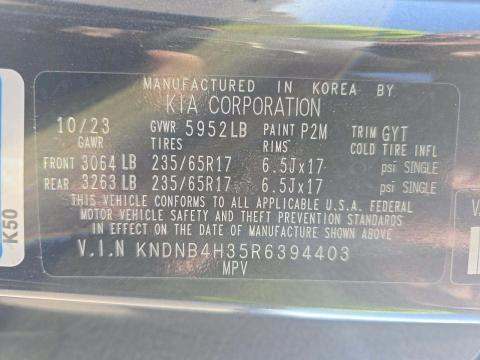 MANUFACTURED IN KOREA BY
KIA CORPORATION
10/23 GVWR 5952LB PAINT P2M TRIM GYT
GAWR TIRES RIMS COLD TIRE INFL
FRONT 3064 LB 235/65R17 6.5Jx17 psi SINGLE
REAR 3263 LB 235/65R17 6.5Jx17 psi SINGLE
THIS VEHICLE CONFORMS TO ALL APPLICABLE U.S.A. FEDERAL
MOTOR VEHICLE SAFETY AND THEFT PREVENTION STANDARDS
IN EFFECT ON THE DATE OF MANUFACTURE SHOWN ABOVE.
V.I.N KNDNB4H35R6394403
MPV
K50